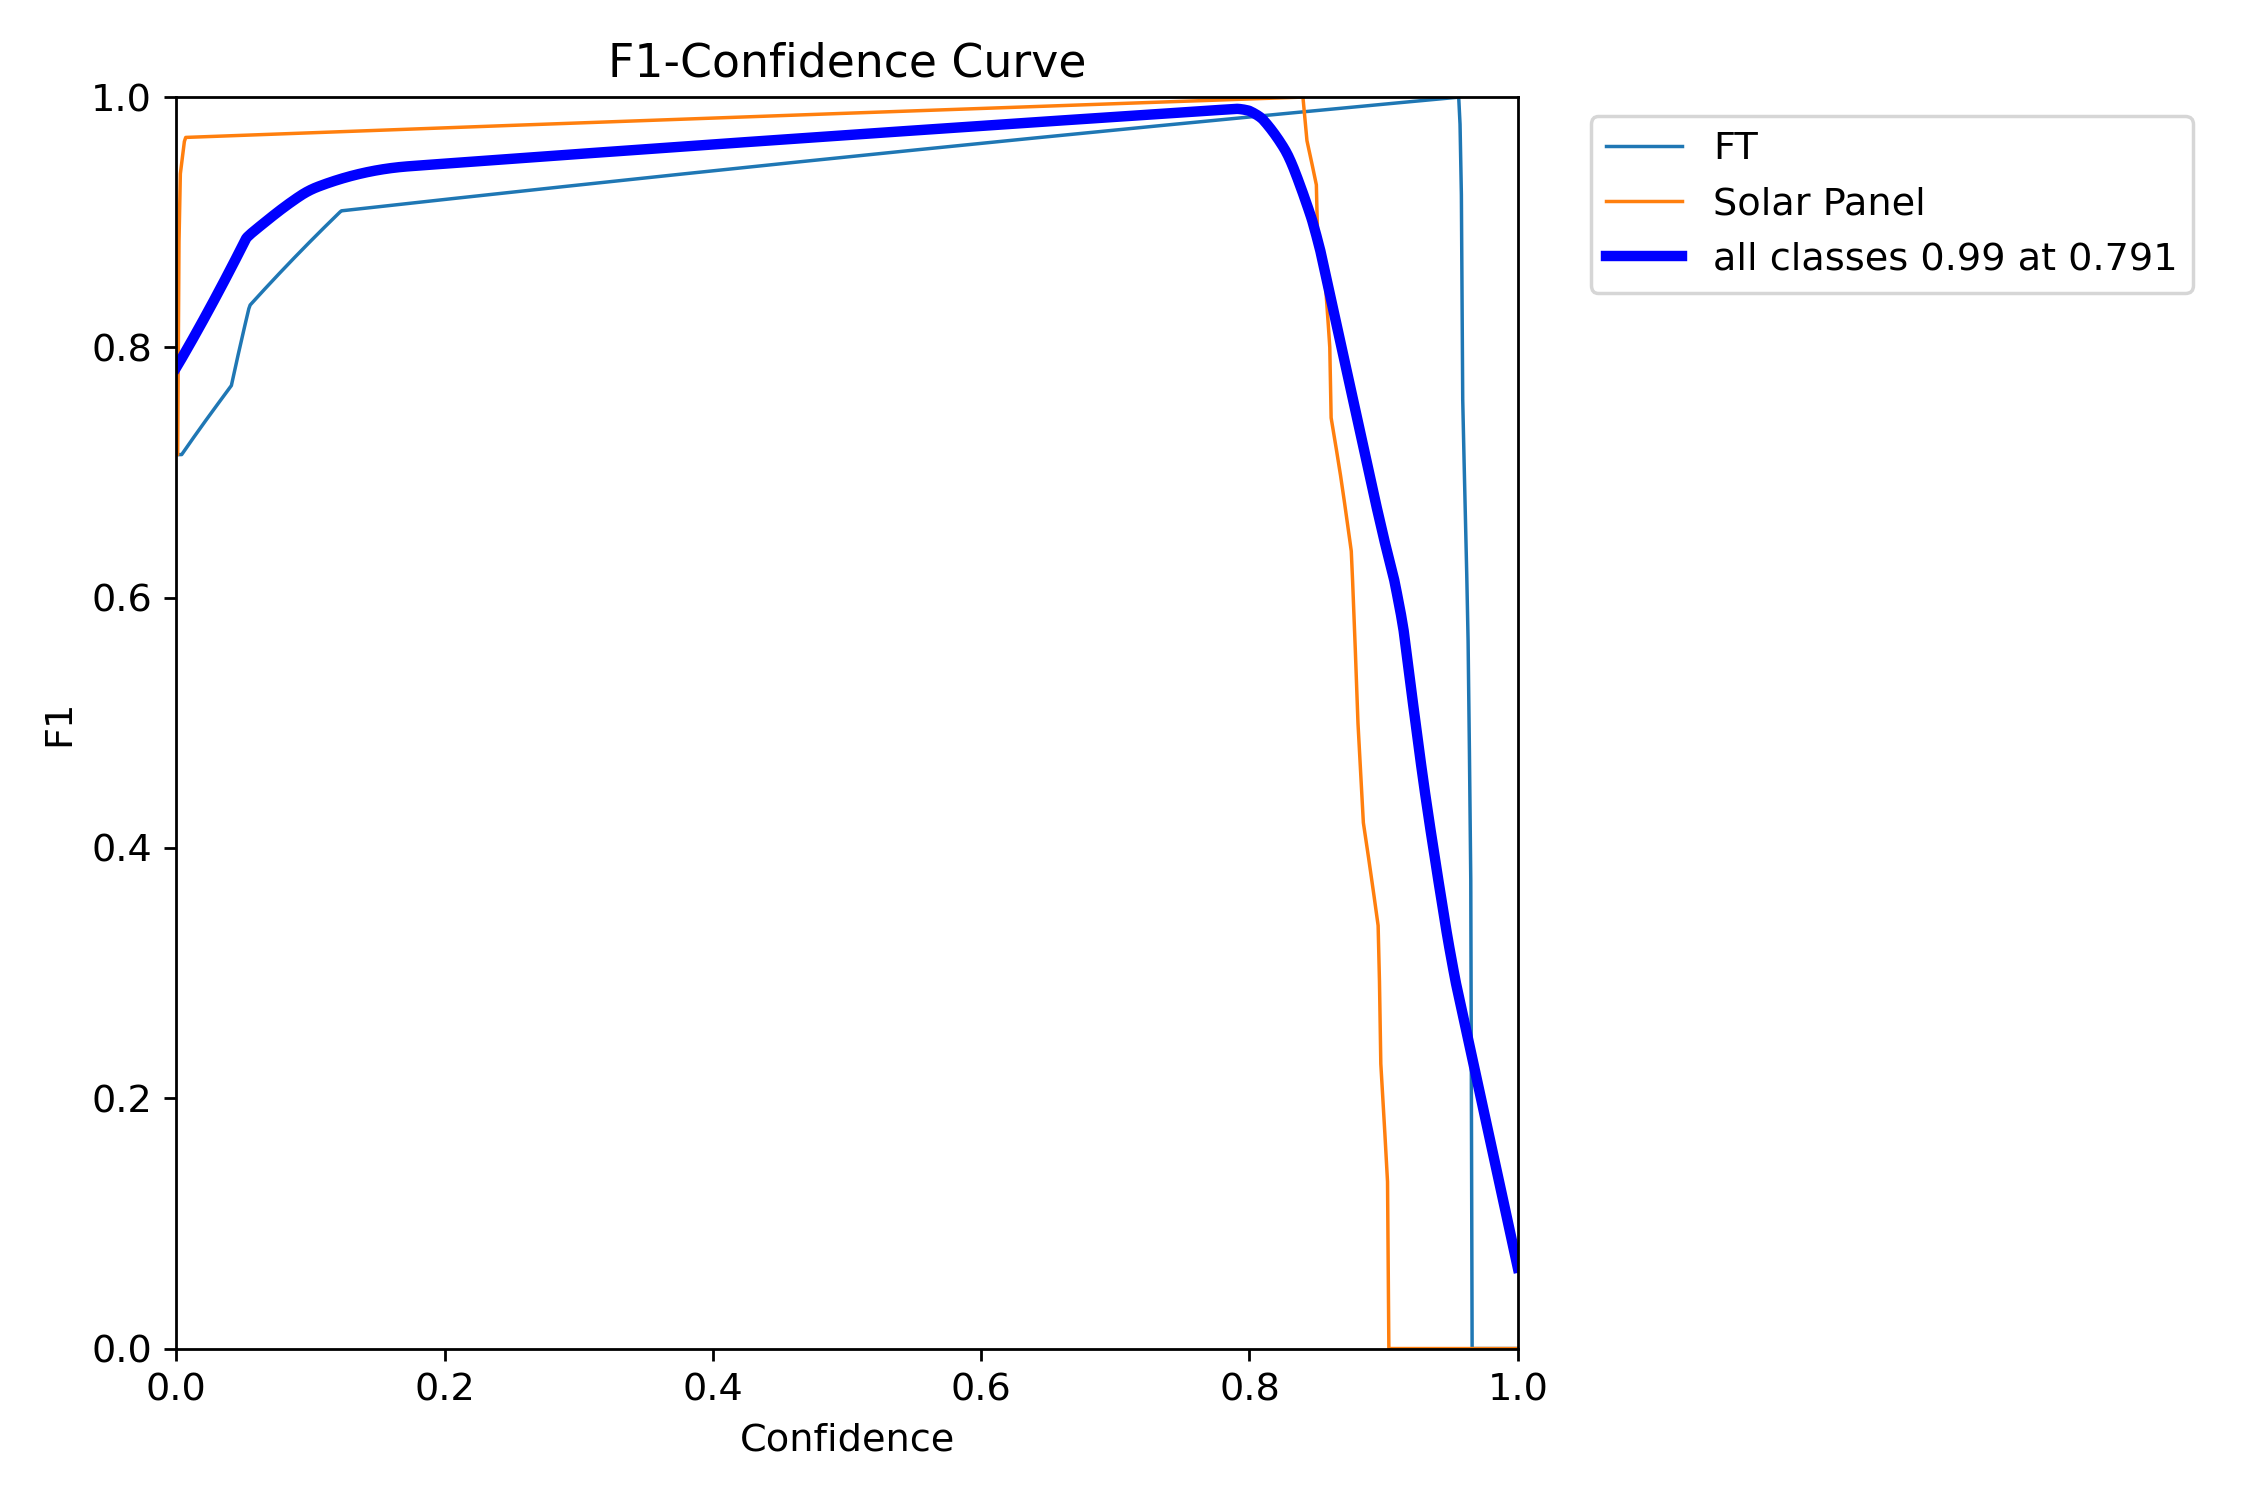 F1-Confidence Curve
1.0
0.8
0.6
0.4
0.2
0.0
F1
0.0 0.2 0.4 0.6 0.8 1.0
Confidence
FT
Solar Panel
all classes 0.99 at 0.791